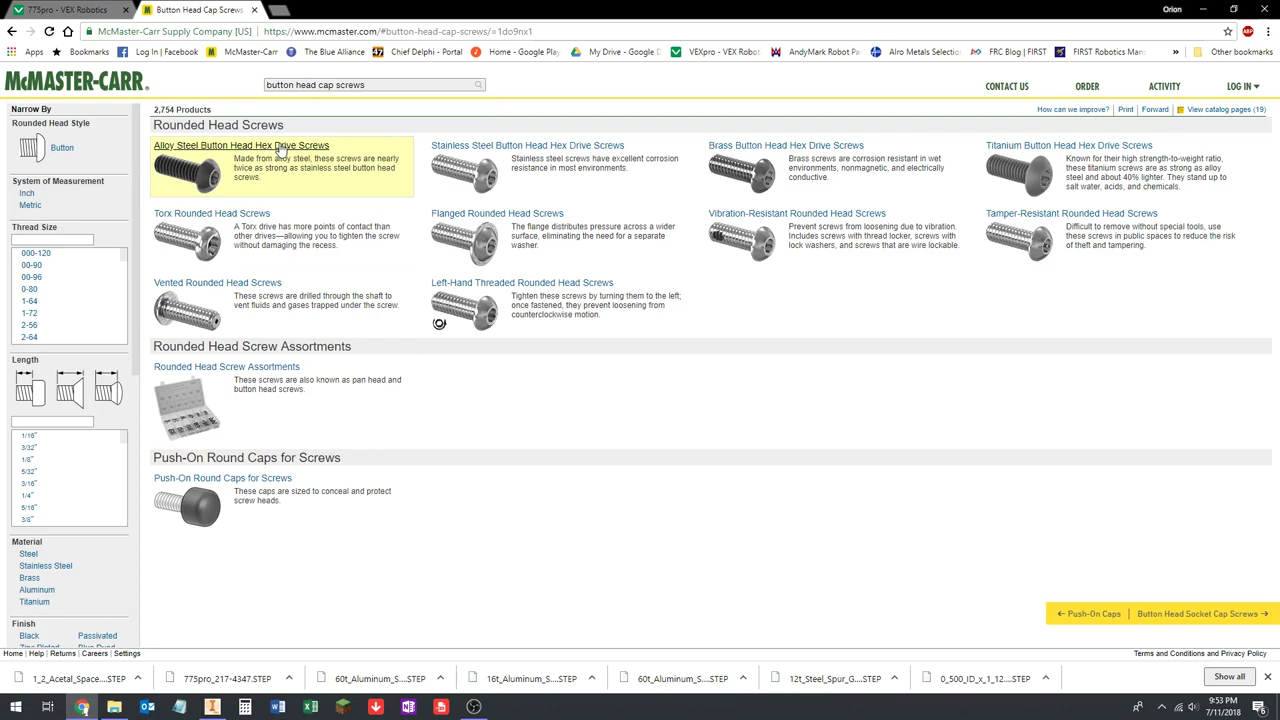 775pro - VEX Robotics
Button Head Cap Screws
Orion
McMaster-Carr Supply Company [US]
https://www.mcmaster.com/#button-head-cap-screws/=1do9nx1
Apps
Bookmarks
Log In | Facebook
McMaster-Carr
The Blue Alliance
Chief Delphi - Portal
Home - Google Play
My Drive - Google D
VEXpro - VEX Robo
AndyMark Robot Pa
Alro Metals Selectio
FRC Blog | FIRST
FIRST Robotics Man
»
Other bookmarks
McMASTER-CARR.
button head cap screws
CONTACT US
ORDER
ACTIVITY
LOG IN
Narrow By
Rounded Head Style
Button
System of Measurement
Inch
Metric
Thread Size
000-120
00-90
00-96
0-80
1-64
1-72
2-56
2-64
Length
1/16"
3/32"
1/8"
5/32"
3/16"
1/4"
5/16"
3/8"
Material
Steel
Stainless Steel
Brass
Aluminum
Titanium
Finish
Black Passivated
Zinc Plated Blue Dyed
2,754 Products
How can we improve?
Print
Forward
View catalog pages (19)
Rounded Head Screws
Alloy Steel Button Head Hex Drive Screws
Made from alloy steel, these screws are nearly
twice as strong as stainless steel button head
screws.
Stainless Steel Button Head Hex Drive Screws
Stainless steel screws have excellent corrosion
resistance in most environments.
Brass Button Head Hex Drive Screws
Brass screws are corrosion resistant in wet
environments, nonmagnetic, and electrically
conductive.
Titanium Button Head Hex Drive Screws
Known for their high strength-to-weight ratio,
these titanium screws are as strong as alloy
steel and about 40% lighter. They stand up to
salt water, acids, and chemicals.
Torx Rounded Head Screws
A Torx drive has more points of contact than
other drives—allowing you to tighten the screw
without damaging the recess.
Flanged Rounded Head Screws
The flange distributes pressure across a wider
surface, eliminating the need for a separate
washer.
Vibration-Resistant Rounded Head Screws
Prevent screws from loosening due to vibration.
Includes screws with thread locker, screws with
lock washers, and screws that are wire lockable.
Tamper-Resistant Rounded Head Screws
Difficult to remove without special tools, use
these screws in public spaces to reduce the risk
of theft and tampering.
Vented Rounded Head Screws
These screws are drilled through the shaft to
vent fluids and gases trapped under the screw.
Left-Hand Threaded Rounded Head Screws
Tighten these screws by turning them to the left;
once fastened, they prevent loosening from
counterclockwise motion.
Rounded Head Screw Assortments
Rounded Head Screw Assortments
These screws are also known as pan head and
button head screws.
Push-On Round Caps for Screws
Push-On Round Caps for Screws
These caps are sized to conceal and protect
screw heads.
Push-On Caps
Button Head Socket Cap Screws
Home | Help | Returns | Careers | Settings
Terms and Conditions and Privacy Policy
1_2_Acetal_Space....STEP
775pro_217-4347.STEP
60t_Aluminum_S....STEP
16t_Aluminum_S....STEP
60t_Aluminum_S....STEP
12t_Steel_Spur_G....STEP
0_500_ID_x_1_12....STEP
Show all
9:53 PM
7/11/2018